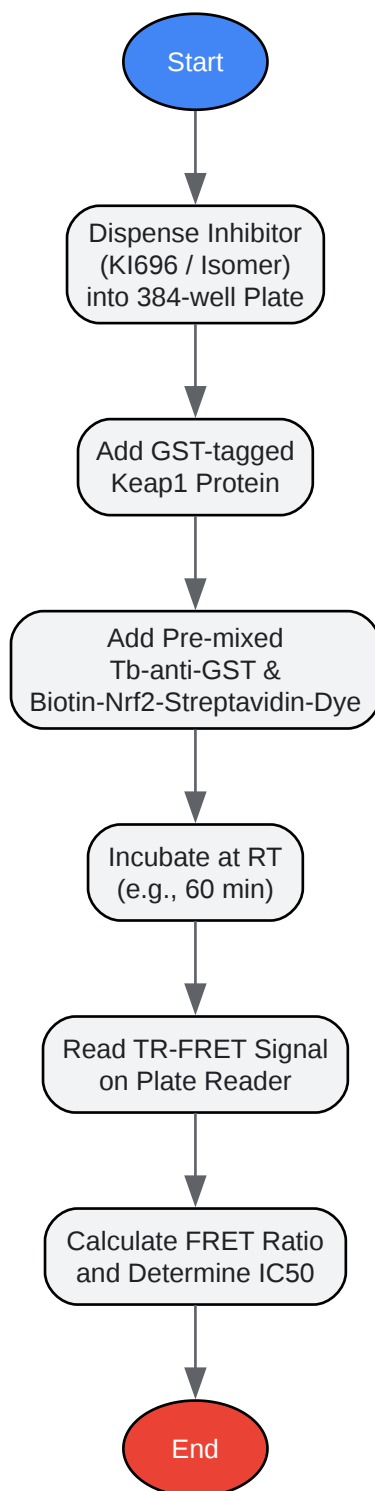 Start
Dispense Inhibitor
(KI696 / Isomer)
into 384-well Plate
Add GST-tagged
Keap1 Protein
Add Pre-mixed
Tb-anti-GST &
Biotin-Nrf2-Streptavidin-Dye
Incubate at RT
(e.g., 60 min)
Read TR-FRET Signal
on Plate Reader
Calculate FRET Ratio
and Determine IC50
End